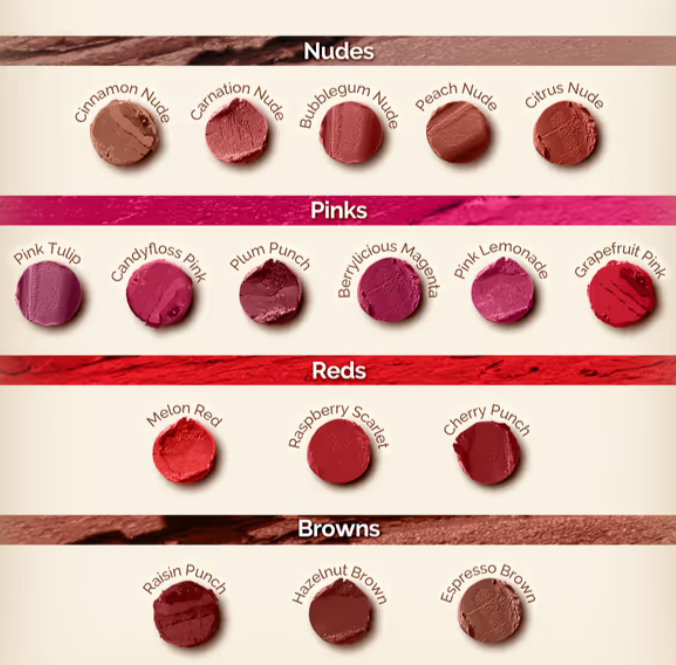 Nudes
Cinnamon Nude
Carnation Nude
Bubblegum Nude
Peach Nude
Citrus Nude
Pinks
Pink Tulip
Candyfloss Pink
Plum Punch
Berrylicious Magenta
Pink Lemonade
Grapefruit Pink
Reds
Melon Red
Raspberry Scarlet
Cherry Punch
Browns
Raisin Punch
Hazelnut Brown
Espresso Brown